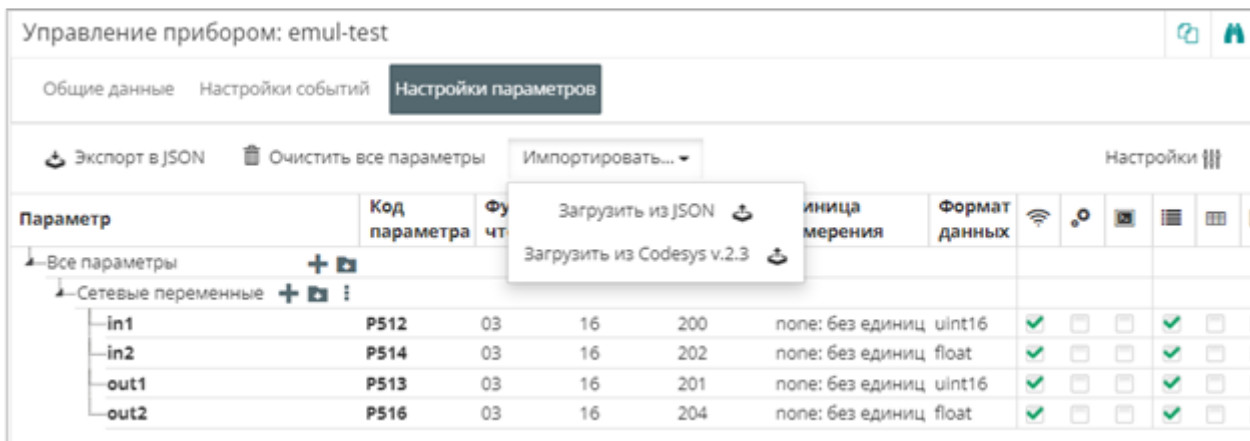 Управление прибором: emul-test
Общие данные Настройки событий Настройки параметров
Экспорт в JSON Очистить все параметры Импортировать... Настройки
Загрузить из JSON
Загрузить из Codesys v.2.3
Параметр Код параметра Формат данных
Все параметры
Сетевые переменные
in1 P512 03 16 200 none: без единиц uint16
in2 P514 03 16 202 none: без единиц float
out1 P513 03 16 201 none: без единиц uint16
out2 P516 03 16 204 none: без единиц float